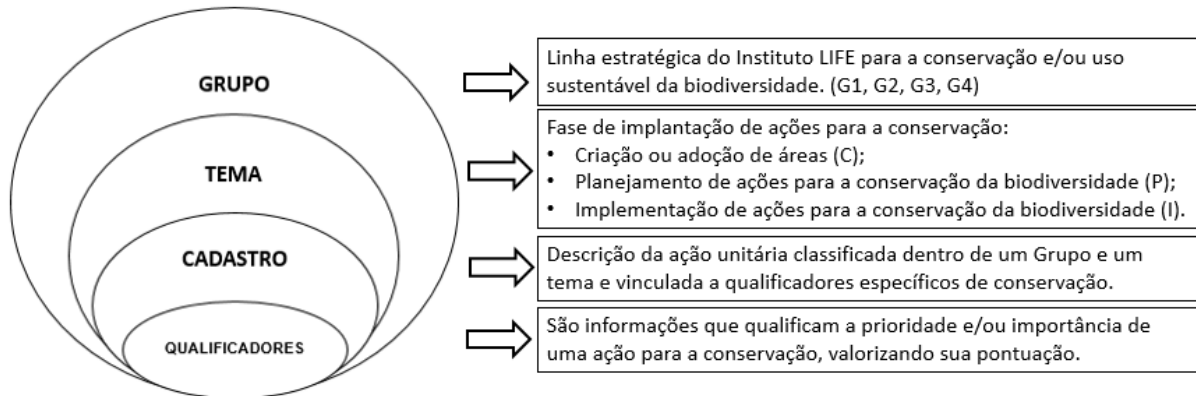 GRUPO
Linha estratégica do Instituto LIFE para a conservação e/ou uso
sustentável da biodiversidade. (G1, G2, G3, G4)
TEMA
Fase de implantação de ações para a conservação:
• Criação ou adoção de áreas (C);
• Planejamento de ações para a conservação da biodiversidade (P);
• Implementação de ações para a conservação da biodiversidade (I).
CADASTRO
Descrição da ação unitária classificada dentro de um Grupo e um
tema e vinculada a qualificadores específicos de conservação.
QUALIFICADORES
São informações que qualificam a prioridade e/ou importância de
uma ação para a conservação, valorizando sua pontuação.